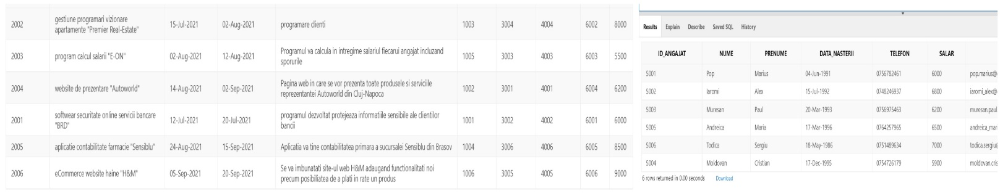 2002 gestiune programari vizionare apartamente "Premier Real-Estate" 15-Jul-2021 02-Aug-2021 programare clienti 1003 3004 4004 6002 8000
2003 program calcul salarii "E-ON" 02-Aug-2021 12-Aug-2021 Programul va calcula in intregime salariul fiecarui angajat incluzand sporurile 1005 3003 4003 6003 5500
2004 website de prezentare "Autoworld" 14-Aug-2021 02-Sep-2021 Pagina web in care se vor prezenta toate produsele si serviciile reprezentantei Autoworld din Cluj-Napoca 1002 3001 4001 6004 6200
2001 softwear securitate online servicii bancare "BRD" 12-Jul-2021 20-Jul-2021 programul dezvoltat protejeaza informatiile sensibile ale clientilor bancii 1001 3002 4002 6001 6000
2005 aplicatie contabilitate farmacie "Sensiblu" 24-Aug-2021 15-Sep-2021 Aplicatia va tine contabilitatea primara a sucursalei Sensiblu din Brasov 1004 3006 4006 6005 8500
2006 eCommerce website haine "H&M" 05-Sep-2021 20-Sep-2021 Se va imbunatati site-ul web H&M adaugand functionalitati noi precum posibiliatea de a plati in rate un produs 1006 3005 4005 6006 9000
Results Explain Describe Saved SQL History
ID_ANGAJAT NUME PRENUME DATA_NASTERII TELEFON SALAR
5001 Pop Marius 04-Jun-1991 0756782461 6000 pop.marius@
5002 Iaromi Alex 15-Jul-1992 0748246937 6800 iaromi_alex@
5003 Muresan Paul 20-Mar-1993 0756975463 6200 muresan.paul
5005 Andreica Maria 17-Mar-1996 0764257965 6500 andreica_mar
5006 Todica Sergiu 18-May-1986 0751489634 7000 todica.sergiu
5004 Moldovan Cristian 17-Dec-1995 0754726179 5900 moldovan.cris
6 rows returned in 0.00 seconds Download